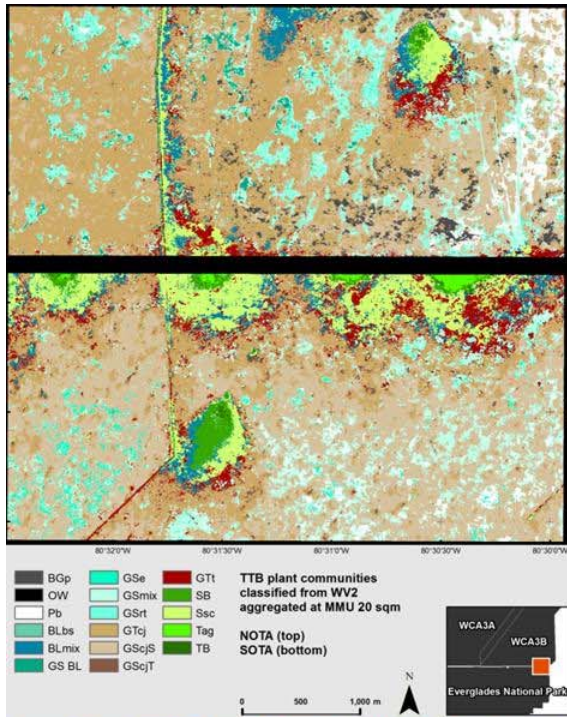 80°32'0"W 80°31'30"W 80°31'0"W 80°30'30"W 80°30'0"W
BGp
OW
Pb
BLbs
BLmix
GS BL
GSe
GSmix
GSrt
GTcj
GScjS
GScjT
GTt
SB
Ssc
Tag
TB
TTB plant communities
classified from WV2
aggregated at MMU 20 sqm
NOTA (top)
SOTA (bottom)
0 500 1,000 m
N
WCA3A
WCA3B
Everglades National Park